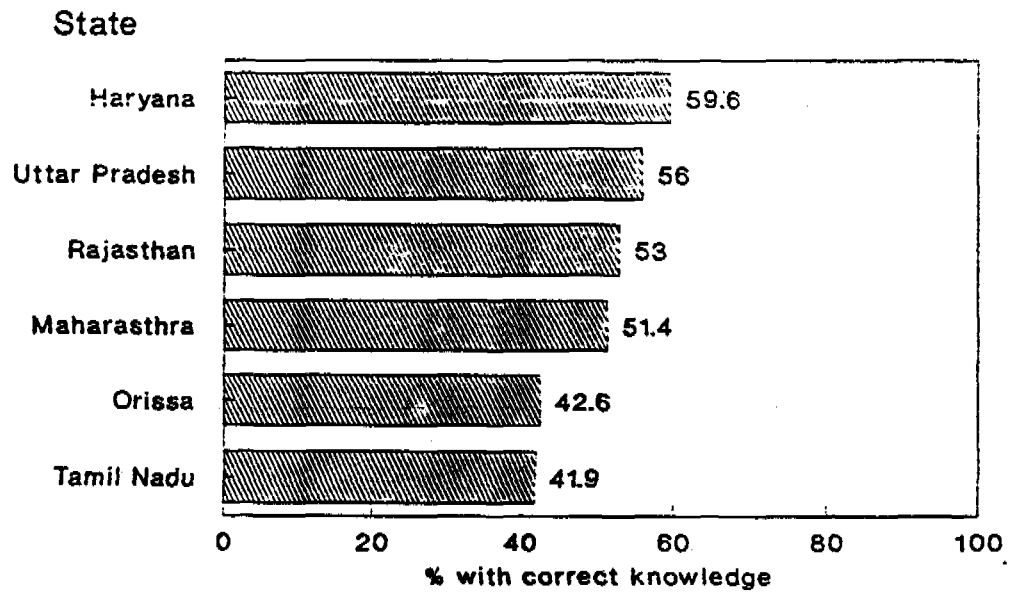 State
Haryana 59.6
Uttar Pradesh 56
Rajasthan 53
Maharasthra 51.4
Orissa 42.6
Tamil Nadu 41.9
0 20 40 60 80 100
% with correct knowledge